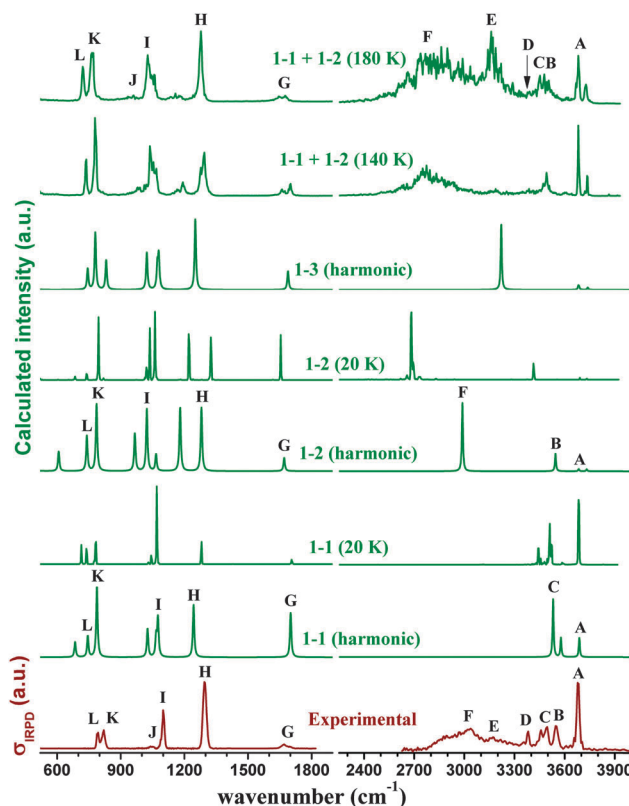 H
K
L
I
J
G
1-1 + 1-2 (180 K)
F
E
D
C B
A
1-1 + 1-2 (140 K)
1-3 (harmonic)
1-2 (20 K)
K
L
I
H
G
1-2 (harmonic)
F
B
A
1-1 (20 K)
K
L
I
H
G
1-1 (harmonic)
C
A
L K
J
I
H
G
Experimental
F
E
D C B
A
Calculated intensity (a.u.)
σIRPD (a.u.)
600 900 1200 1500 1800 2700 3000 3300 3600 3900
wavenumber (cm-1)